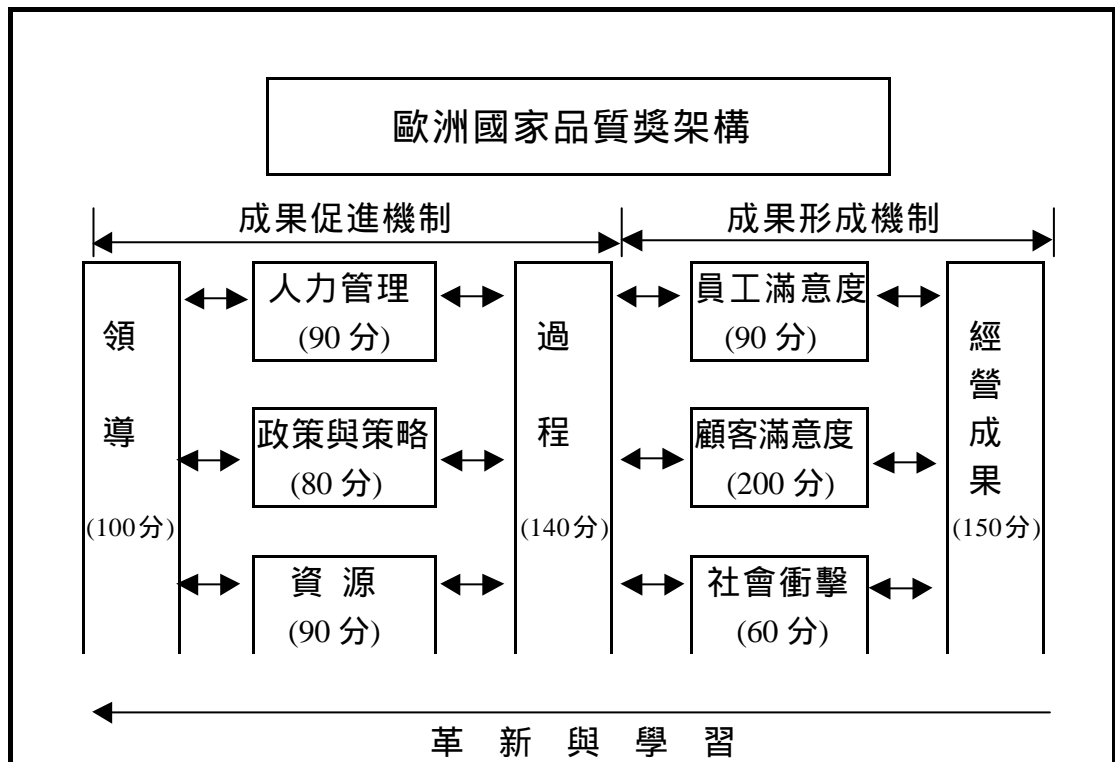 歐洲國家品質獎架構
成果促進機制
成果形成機制
領導
(100分)
人力管理
(90 分)
政策與策略
(80 分)
資 源
(90 分)
過程
(140分)
員工滿意度
(90 分)
顧客滿意度
(200 分)
社會衝擊
(60 分)
經營成果
(150分)
革 新 與 學 習